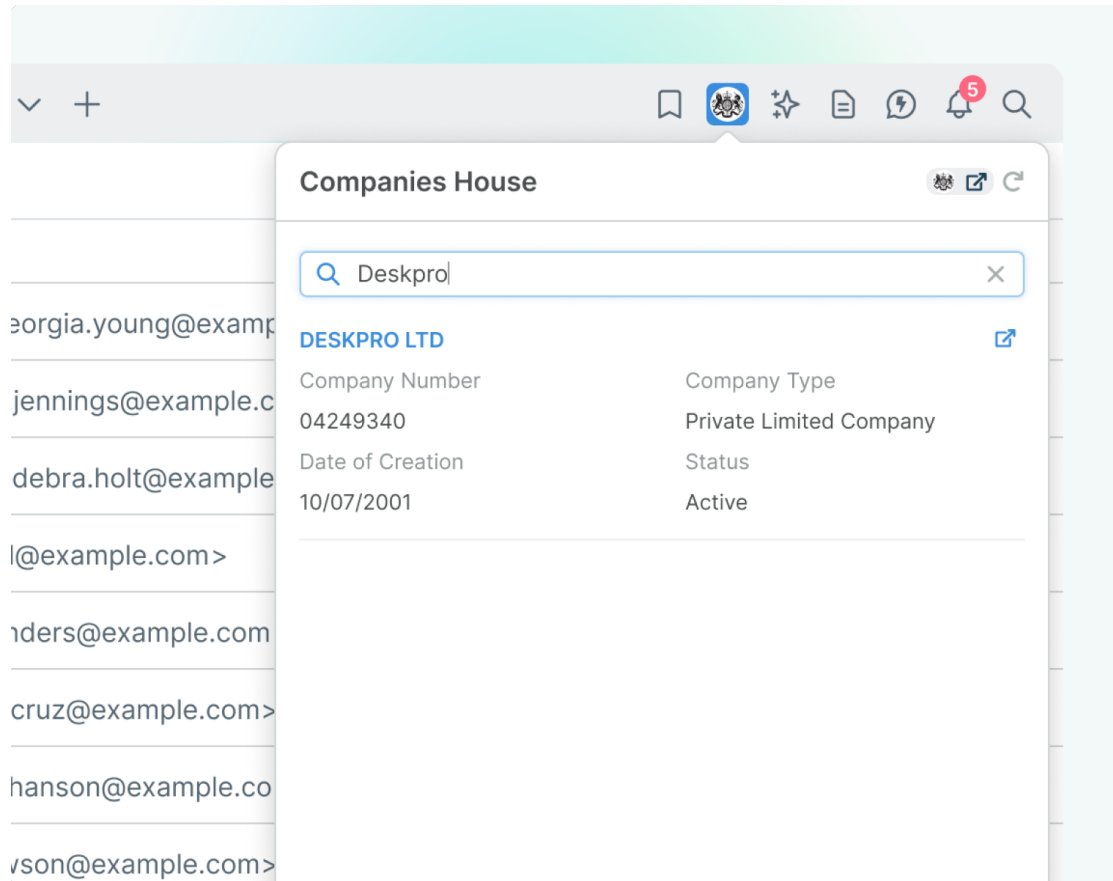 5
Companies House
Deskpro
DESKPRO LTD
Company Number Company Type
04249340 Private Limited Company
Date of Creation Status
10/07/2001 Active
eorgia.young@examp
jennings@example.c
debra.holt@example
l@example.com>
nders@example.com
cruz@example.com>
hanson@example.co
wson@example.com>